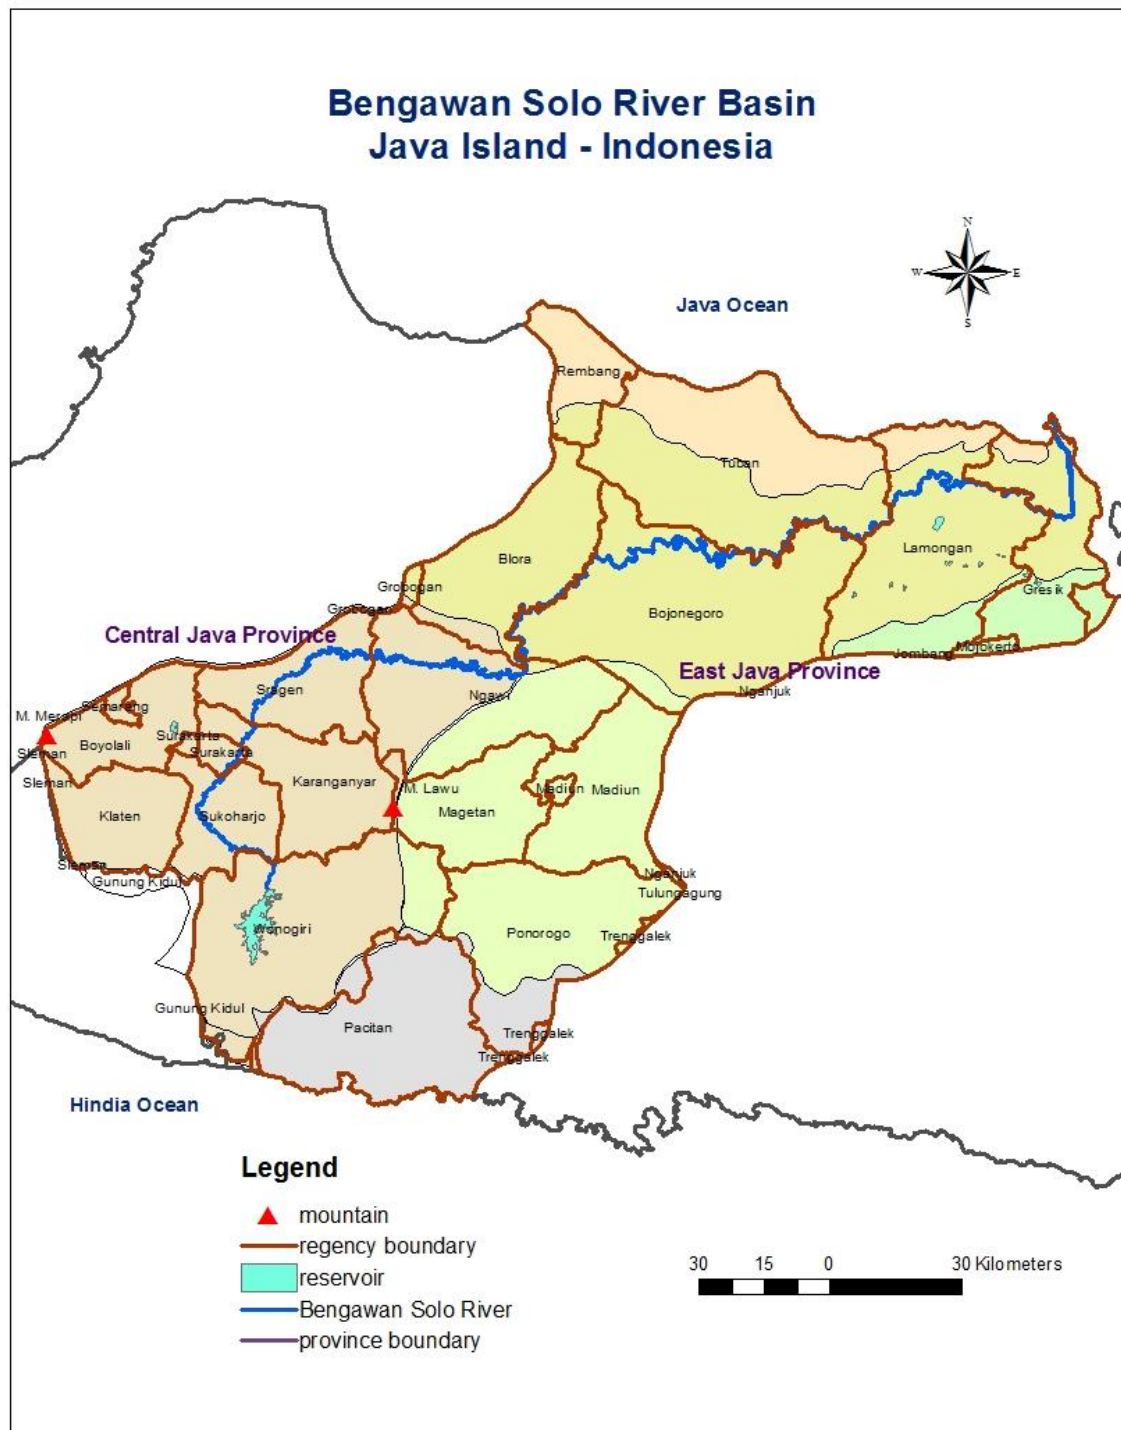 Bengawan Solo River Basin
Java Island - Indonesia
N
W
E
S
Java Ocean
Rembang
Tuban
Blora
Lamongan
Grobogan
Gresik
Grobogan
Bojonegoro
Central Java Province
Jombang
Mojokerto
East Java Province
Nganjuk
Sragen
Ngawi
Semarang
M. Merapi
Surakarta
Boyolali
Surakarta
Sleman
Sleman
Karanganyar
M. Lawu
Madiun
Madiun
Magetan
Klaten
Sukoharjo
Sleman
Gunung Kidul
Nganjuk
Tulungagung
Wonogiri
Ponorogo
Trenggalek
Gunung Kidul
Pacitan
Trenggalek
Trenggalek
Hindia Ocean
Legend
mountain
regency boundary
reservoir
Bengawan Solo River
province boundary
30 15 0 30 Kilometers